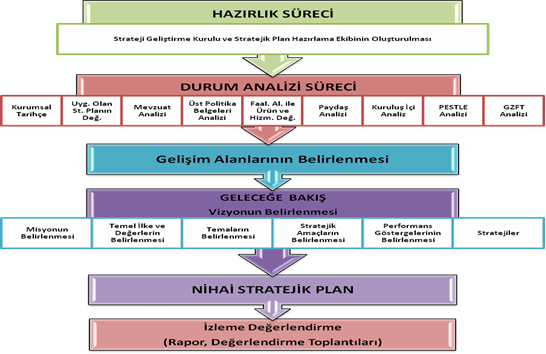 HAZIRLIK SÜRECİ
Strateji Geliştirme Kurulu ve Stratejik Plan Hazırlama Ekibinin Oluşturulması
DURUM ANALİZİ SÜRECİ
Kurumsal
Tarihçe
Uyg. Olan
St. Planın
Değ.
Mevzuat
Analizi
Üst Politika
Belgeleri
Analizi
Faal. Al. ile
Ürün ve
Hizm. Değ.
Paydaş
Analizi
Kuruluş İçi
Analiz
PESTLE
Analizi
GZFT
Analizi
Gelişim Alanlarının Belirlenmesi
GELECEĞE BAKIŞ
Vizyonun Belirlenmesi
Misyonun
Belirlenmesi
Temel İlke ve
Değerlerin
Belirlenmesi
Temaların
Belirlenmesi
Stratejik
Amaçların
Belirlenmesi
Performans
Göstergelerinin
Belirlenmesi
Stratejiler
NİHAİ STRATEJİK PLAN
İzleme Değerlendirme
(Rapor, Değerlendirme Toplantıları)